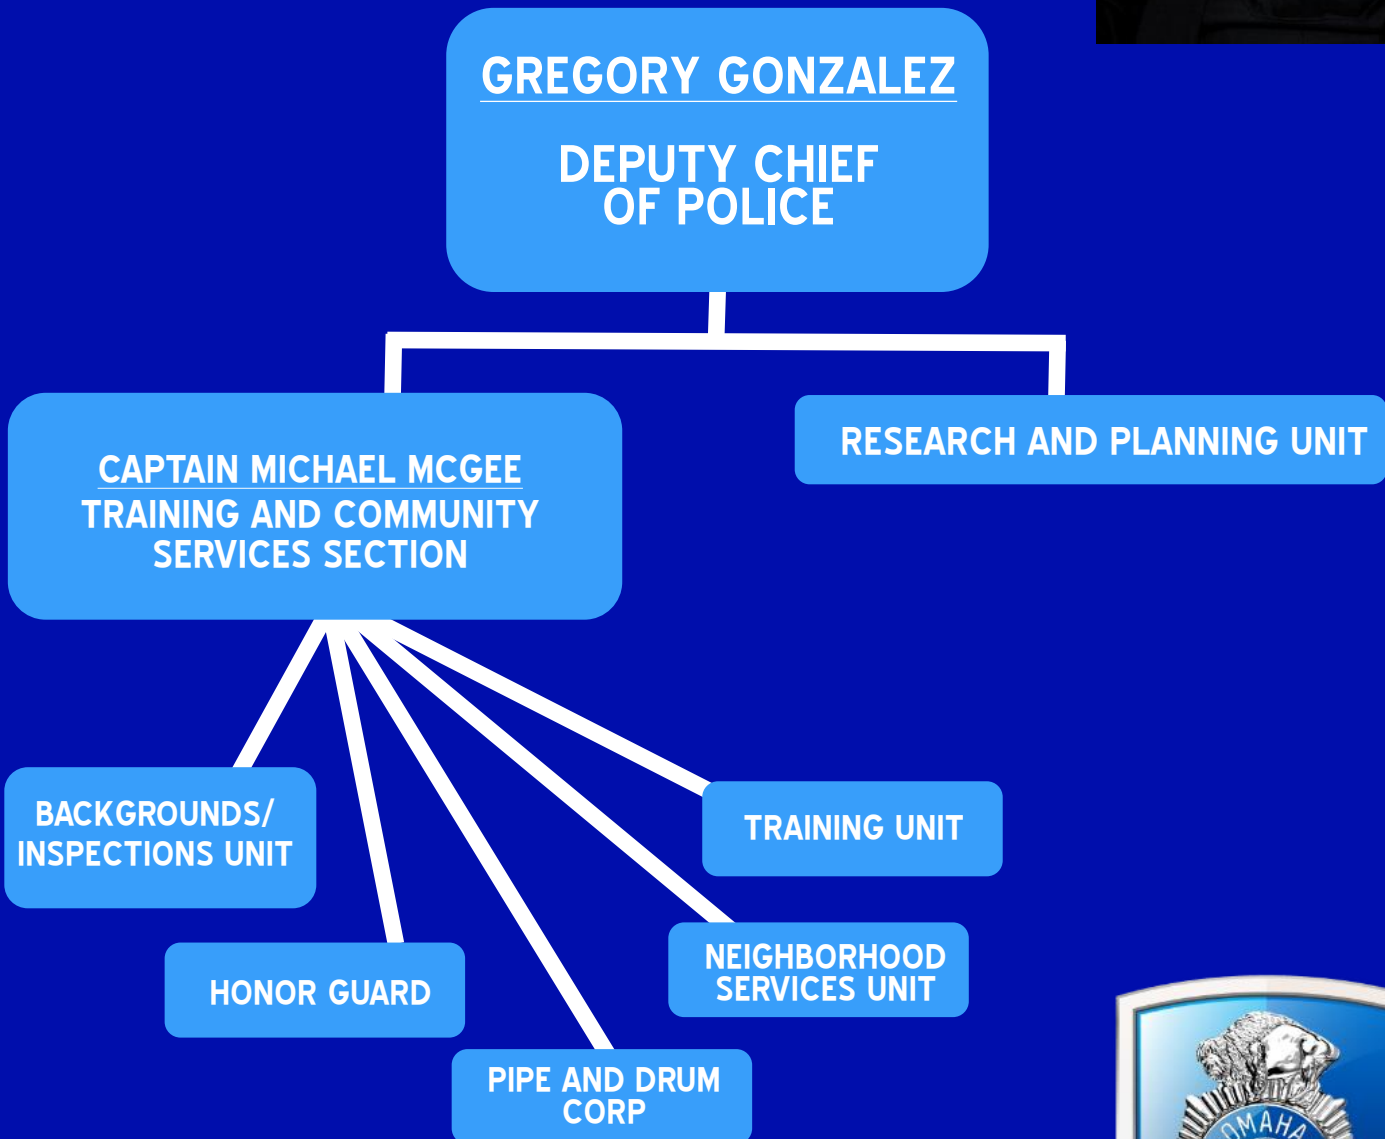 GREGORY GONZALEZ
DEPUTY CHIEF
OF POLICE
CAPTAIN MICHAEL MCGEE
TRAINING AND COMMUNITY
SERVICES SECTION
RESEARCH AND PLANNING UNIT
BACKGROUNDS/
INSPECTIONS UNIT
TRAINING UNIT
HONOR GUARD
NEIGHBORHOOD
SERVICES UNIT
PIPE AND DRUM
CORP
OMAHA